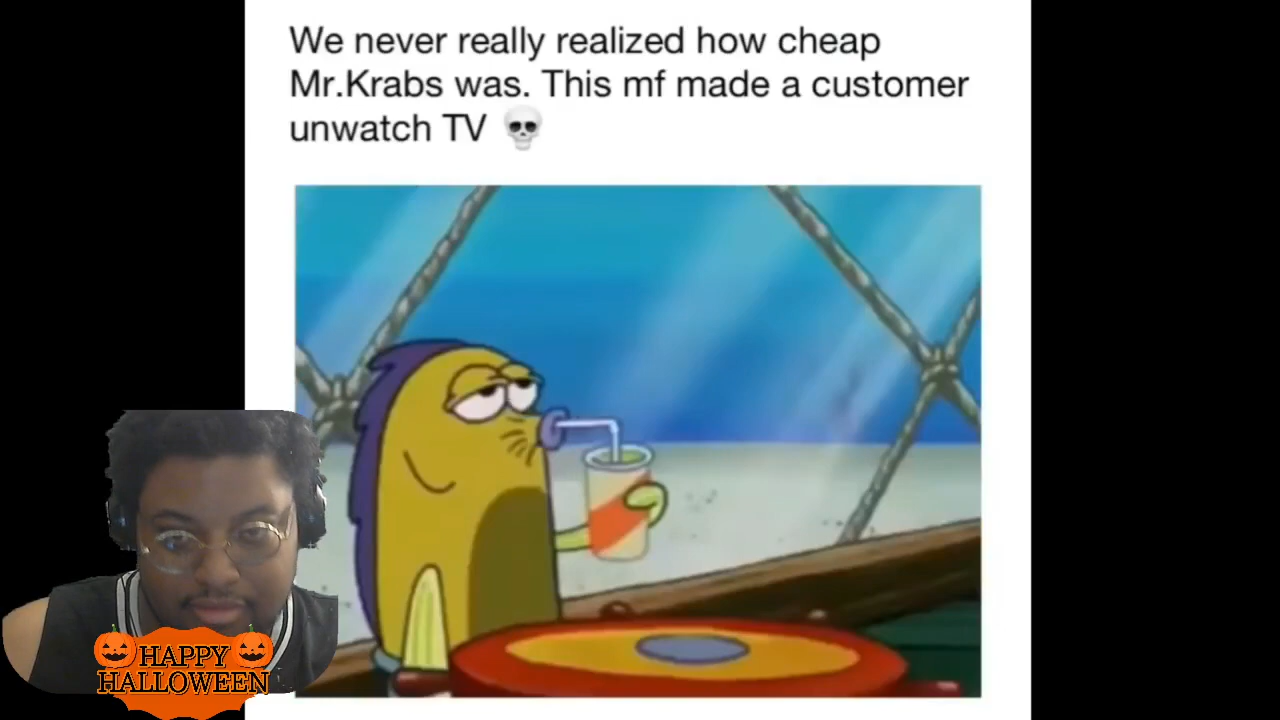 We never really realized how cheap
Mr.Krabs was. This mf made a customer
unwatch TV 💀
HAPPY
HALLOWEEN